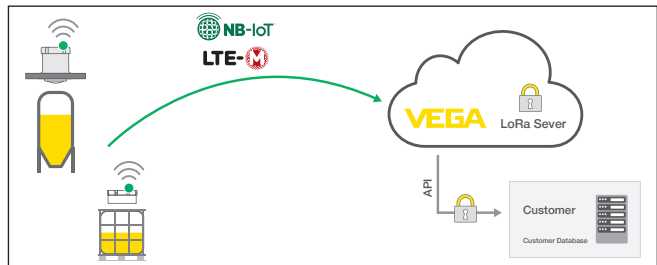 NB-IoT
LTE-M
VEGA
LoRa Sever
API
Customer
Customer Database